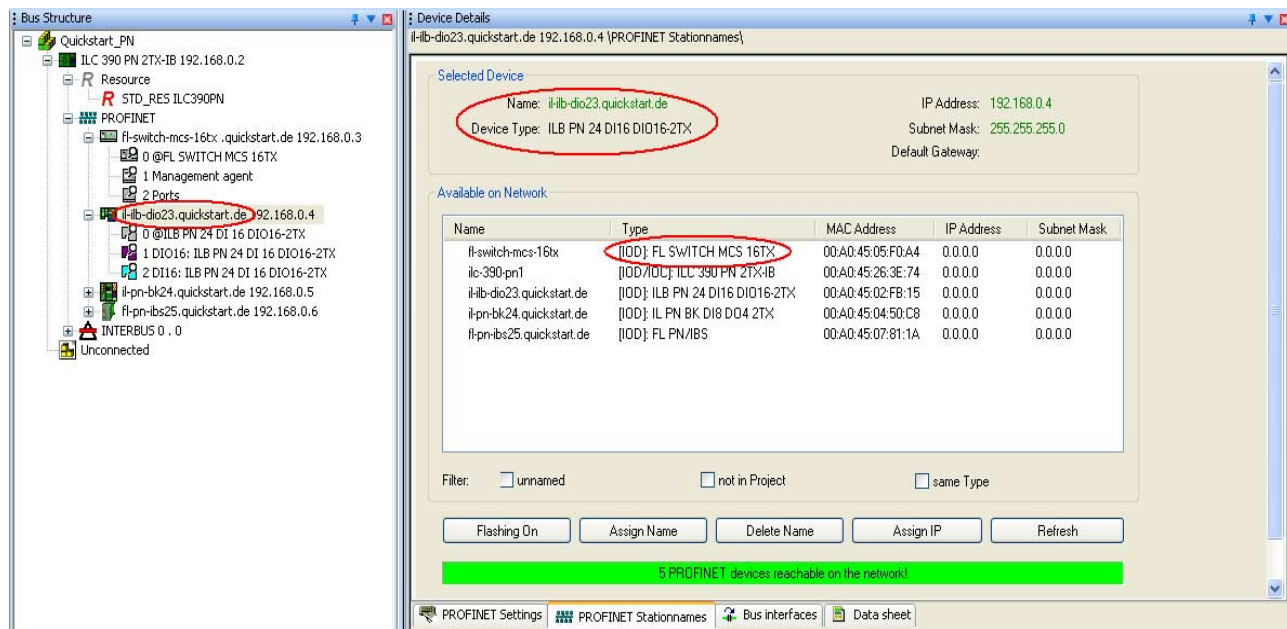 Bus Structure
Quickstart_PN
ILC 390 PN 2TX-IB 192.168.0.2
R Resource
R STD_RES ILC390PN
PROFINET
fl-switch-mcs-16tx .quickstart.de 192.168.0.3
0 @FL SWITCH MCS 16TX
1 Management agent
2 Ports
il-ilb-dio23.quickstart.de 192.168.0.4
0 @ILB PN 24 DI 16 DIO16-2TX
1 DIO16: ILB PN 24 DI 16 DIO16-2TX
2 DI16: ILB PN 24 DI 16 DIO16-2TX
il-pn-bk24.quickstart.de 192.168.0.5
fl-pn-ibs25.quickstart.de 192.168.0.6
INTERBUS 0 . 0
Unconnected
Device Details
il-ilb-dio23.quickstart.de 192.168.0.4 \PROFINET Stationnames\
Selected Device
Name: il-ilb-dio23.quickstart.de IP Address: 192.168.0.4
Device Type: ILB PN 24 DI16 DIO16-2TX Subnet Mask: 255.255.255.0
Default Gateway:
Available on Network
Name Type MAC Address IP Address Subnet Mask
fl-switch-mcs-16tx [IOD]: FL SWITCH MCS 16TX 00:A0:45:05:F0:A4 0.0.0.0 0.0.0.0
ilc-390-pn1 [IOD/IOC]: ILC 390 PN 2TX-IB 00:A0:45:26:3E:74 0.0.0.0 0.0.0.0
il-ilb-dio23.quickstart.de [IOD]: ILB PN 24 DI16 DIO16-2TX 00:A0:45:02:FB:15 0.0.0.0 0.0.0.0
il-pn-bk24.quickstart.de [IOD]: IL PN BK DI8 DO4 2TX 00:A0:45:04:50:C8 0.0.0.0 0.0.0.0
fl-pn-ibs25.quickstart.de [IOD]: FL PN/IBS 00:A0:45:07:81:1A 0.0.0.0 0.0.0.0
Filter: unnamed not in Project same Type
Flashing On Assign Name Delete Name Assign IP Refresh
5 PROFINET devices reachable on the network!
PROFINET Settings PROFINET Stationnames Bus interfaces Data sheet